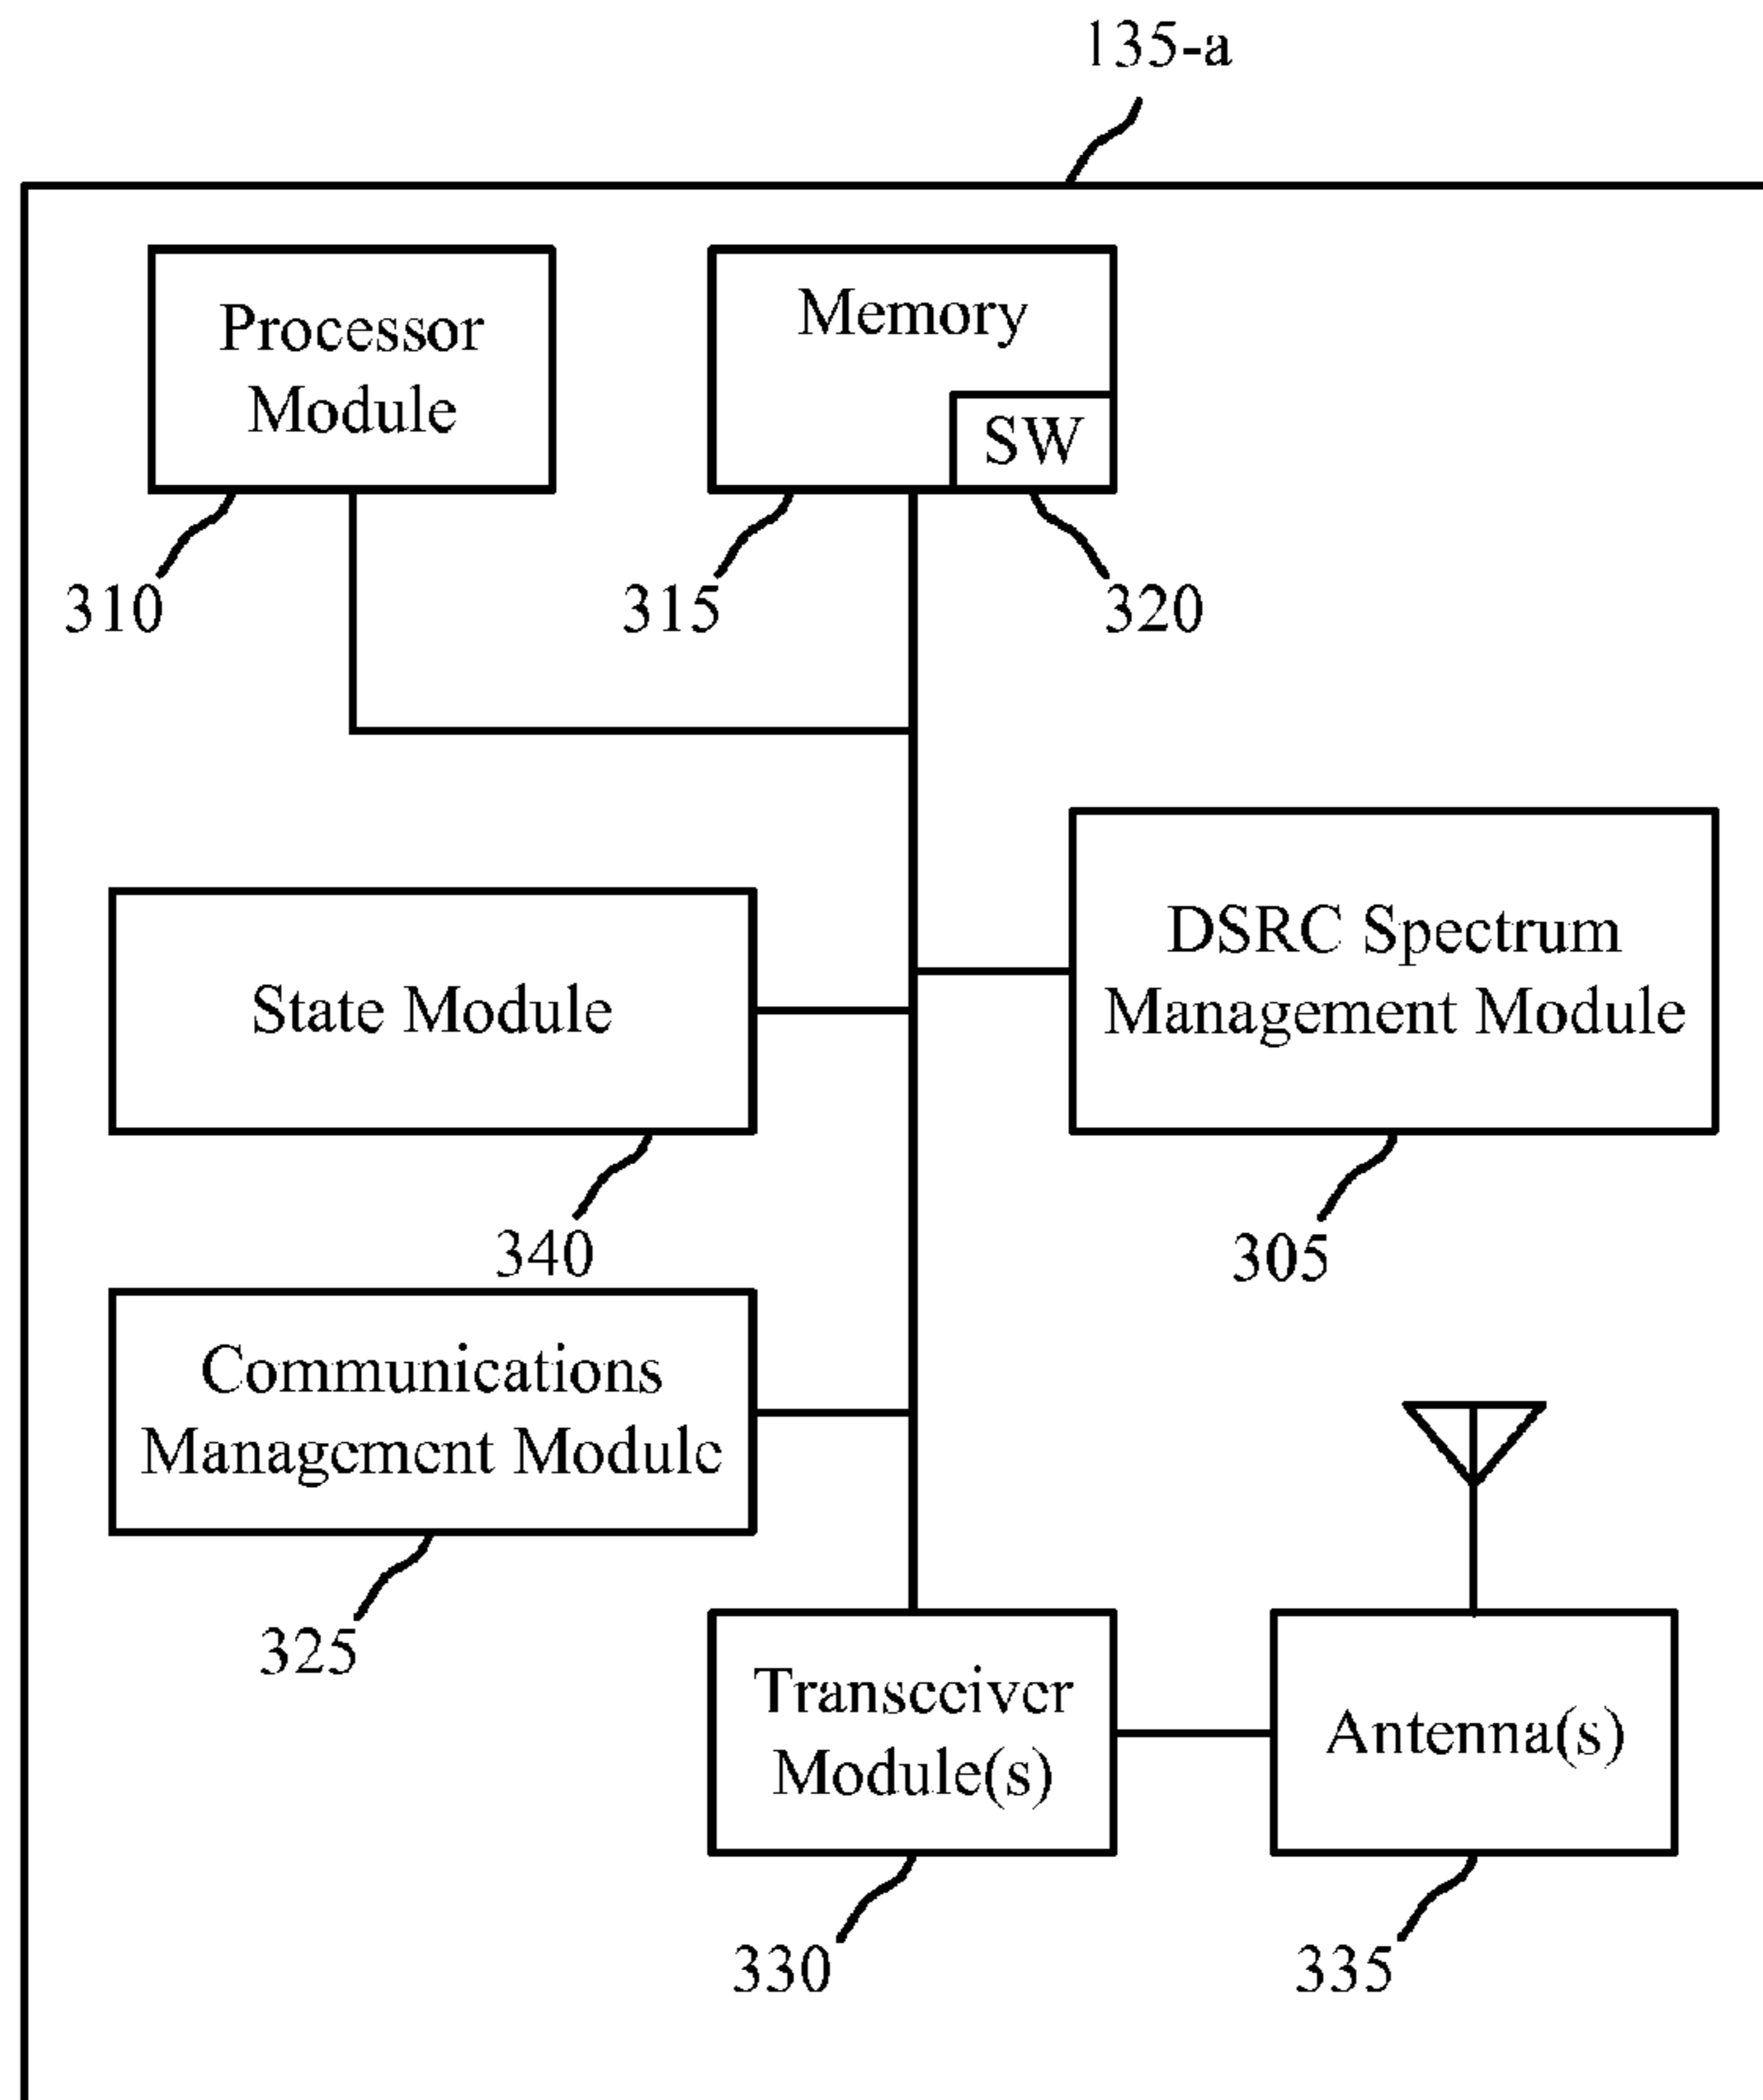 135-a
Processor
Module
Memory
SW
310
315
320
DSRC Spectrum
Management Module
State Module
340
305
Communications
Management Module
325
Transceiver
Module(s)
Antenna(s)
330
335